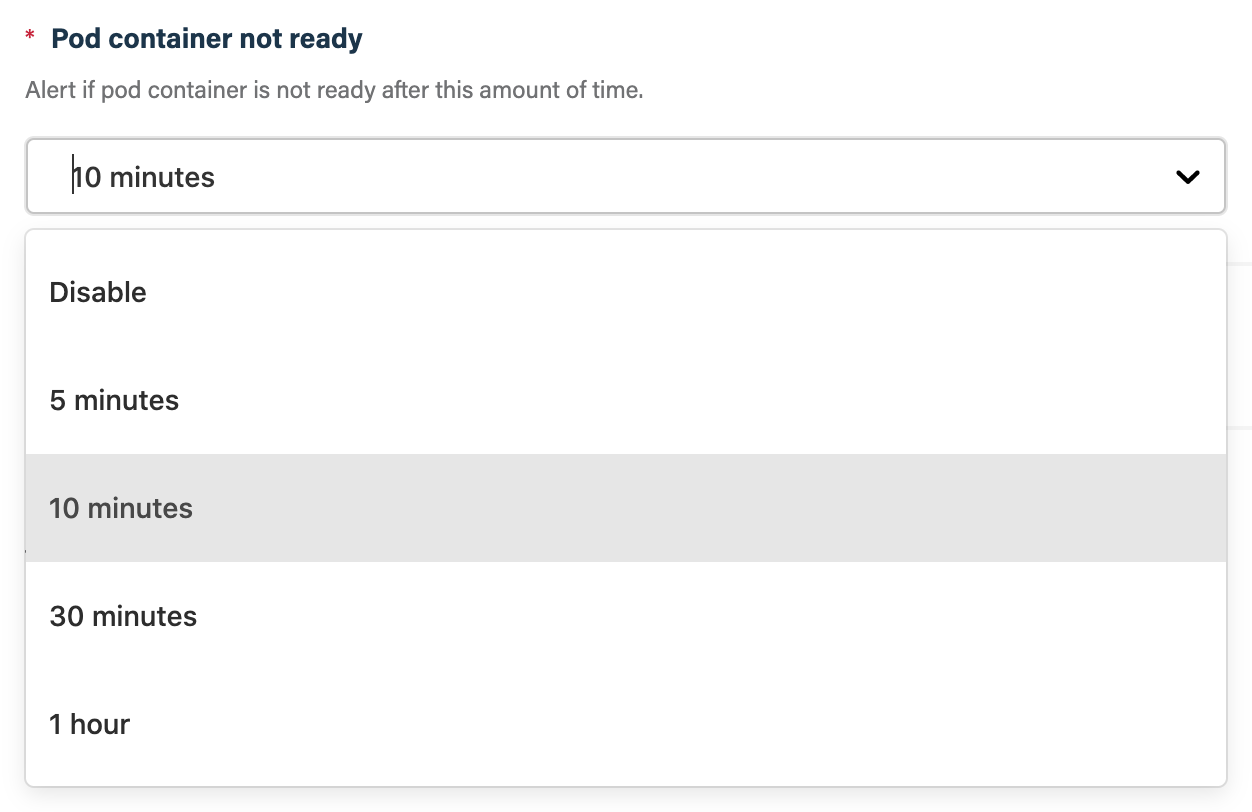 * Pod container not ready
Alert if pod container is not ready after this amount of time.
10 minutes
Disable
5 minutes
10 minutes
30 minutes
1 hour